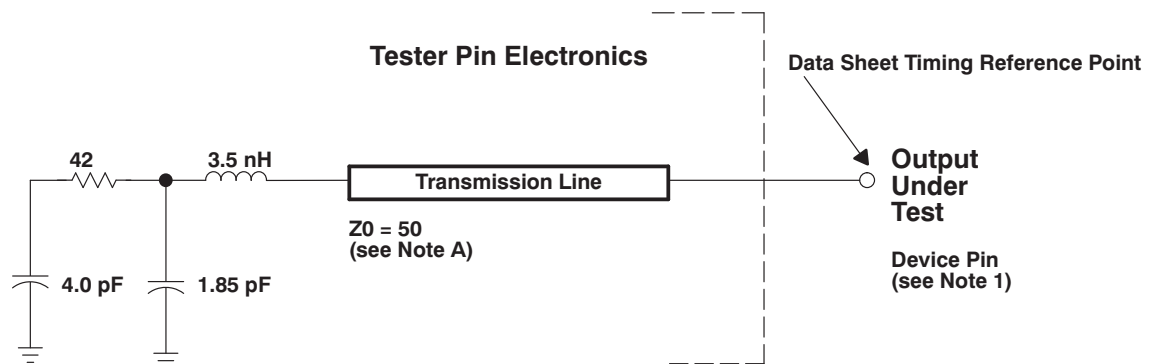 Tester Pin Electronics
Data Sheet Timing Reference Point
42
3.5 nH
Transmission Line
Output
Under
Test
Z0 = 50
(see Note A)
Device Pin
(see Note 1)
4.0 pF
1.85 pF